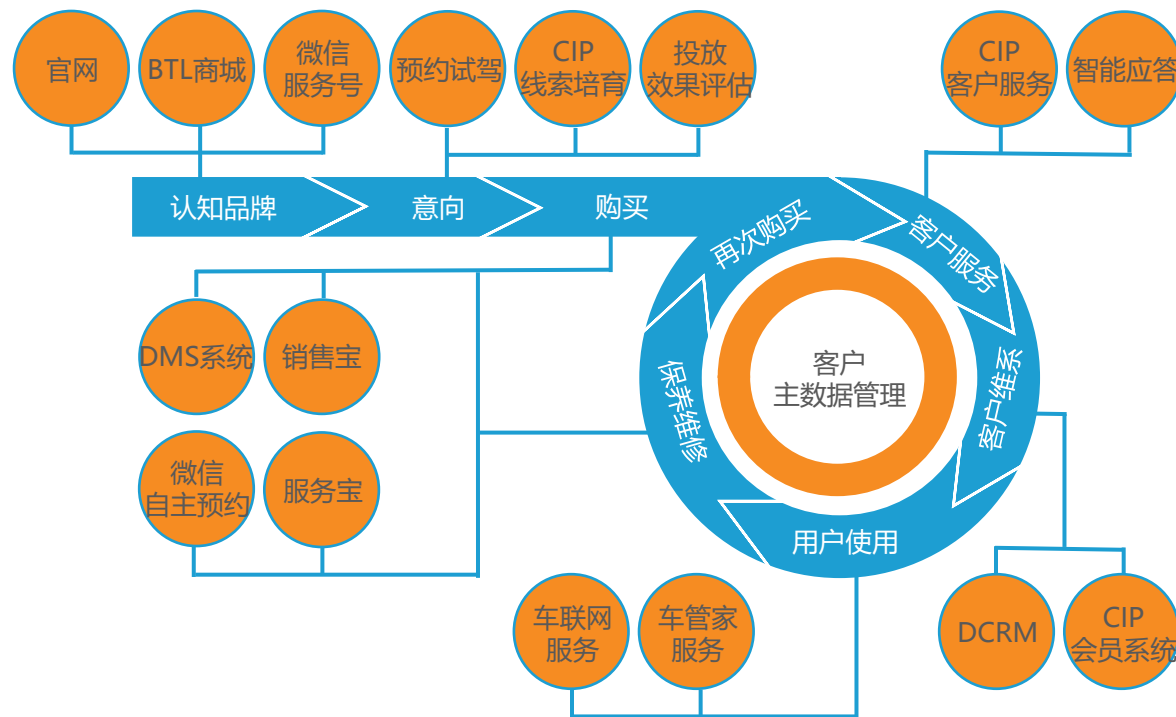 官网
BTL商城
微信
服务号
预约试驾
CIP
线索培育
投放
效果评估
CIP
客户服务
智能应答
认知品牌
意向
购买
再次购买
客户服务
客户维系
用户使用
保养维修
客户
主数据管理
DMS系统
销售宝
微信
自主预约
服务宝
车联网
服务
车管家
服务
DCRM
CIP
会员系统